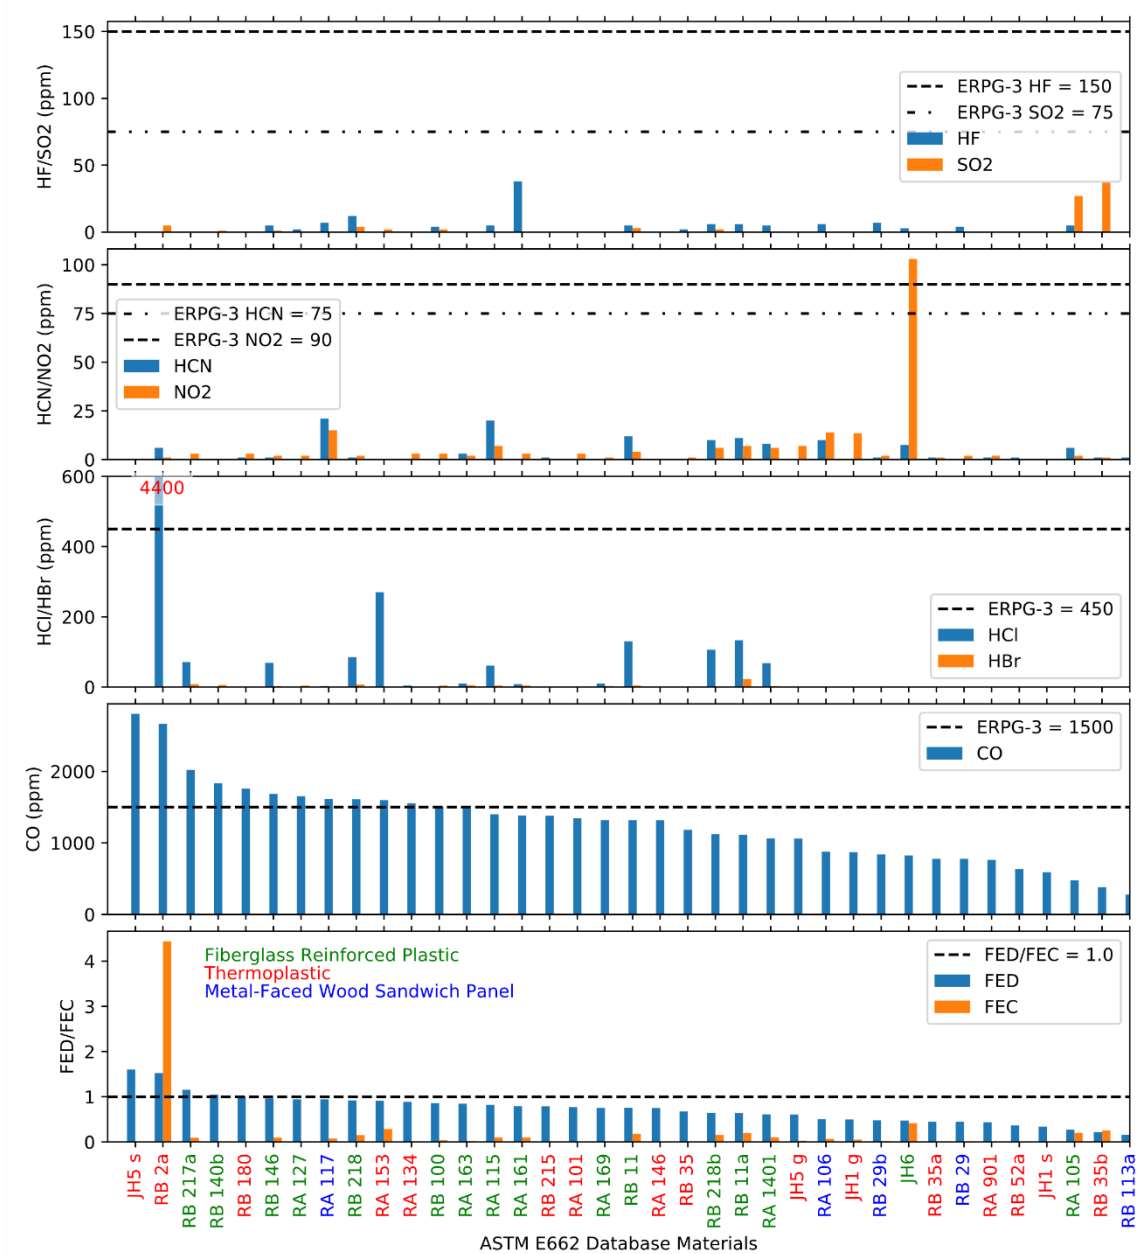 HF/SO2 (ppm)
150
100
50
0
ERPG-3 HF = 150
ERPG-3 SO2 = 75
HF
SO2
HCN/NO2 (ppm)
100
75
50
25
0
ERPG-3 HCN = 75
ERPG-3 NO2 = 90
HCN
NO2
HCl/HBr (ppm)
600
400
200
0
4400
ERPG-3 = 450
HCl
HBr
CO (ppm)
2000
1000
0
ERPG-3 = 1500
CO
FED/FEC
4
3
2
1
0
Fiberglass Reinforced Plastic
Thermoplastic
Metal-Faced Wood Sandwich Panel
FED/FEC = 1.0
FED
FEC
JH5 s
RB 2a
RB 217a
RB 140b
RB 180
RB 146
RA 127
RA 117
RB 218
RA 153
RA 134
RB 100
RA 163
RA 115
RA 161
RB 215
RA 101
RA 169
RB 11
RA 146
RB 35
RB 218b
RB 11a
RA 1401
JH5 g
RA 106
JH1 g
RB 29b
JH6
RB 35a
RB 29
RA 901
RB 52a
JH1 s
RA 105
RB 35b
RB 113a
ASTM E662 Database Materials